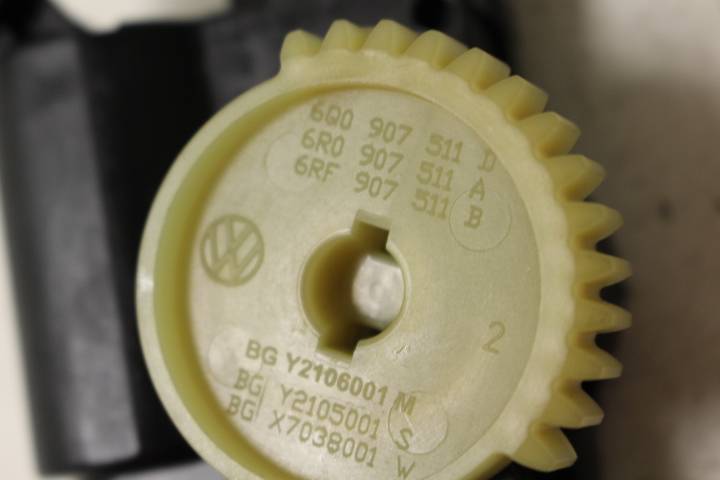 6Q0 907 511 D
6R0 907 511 A
6RF 907 511 B
VW
2
BG Y2106001 M
BG Y2105001 S
BG X7038001 W